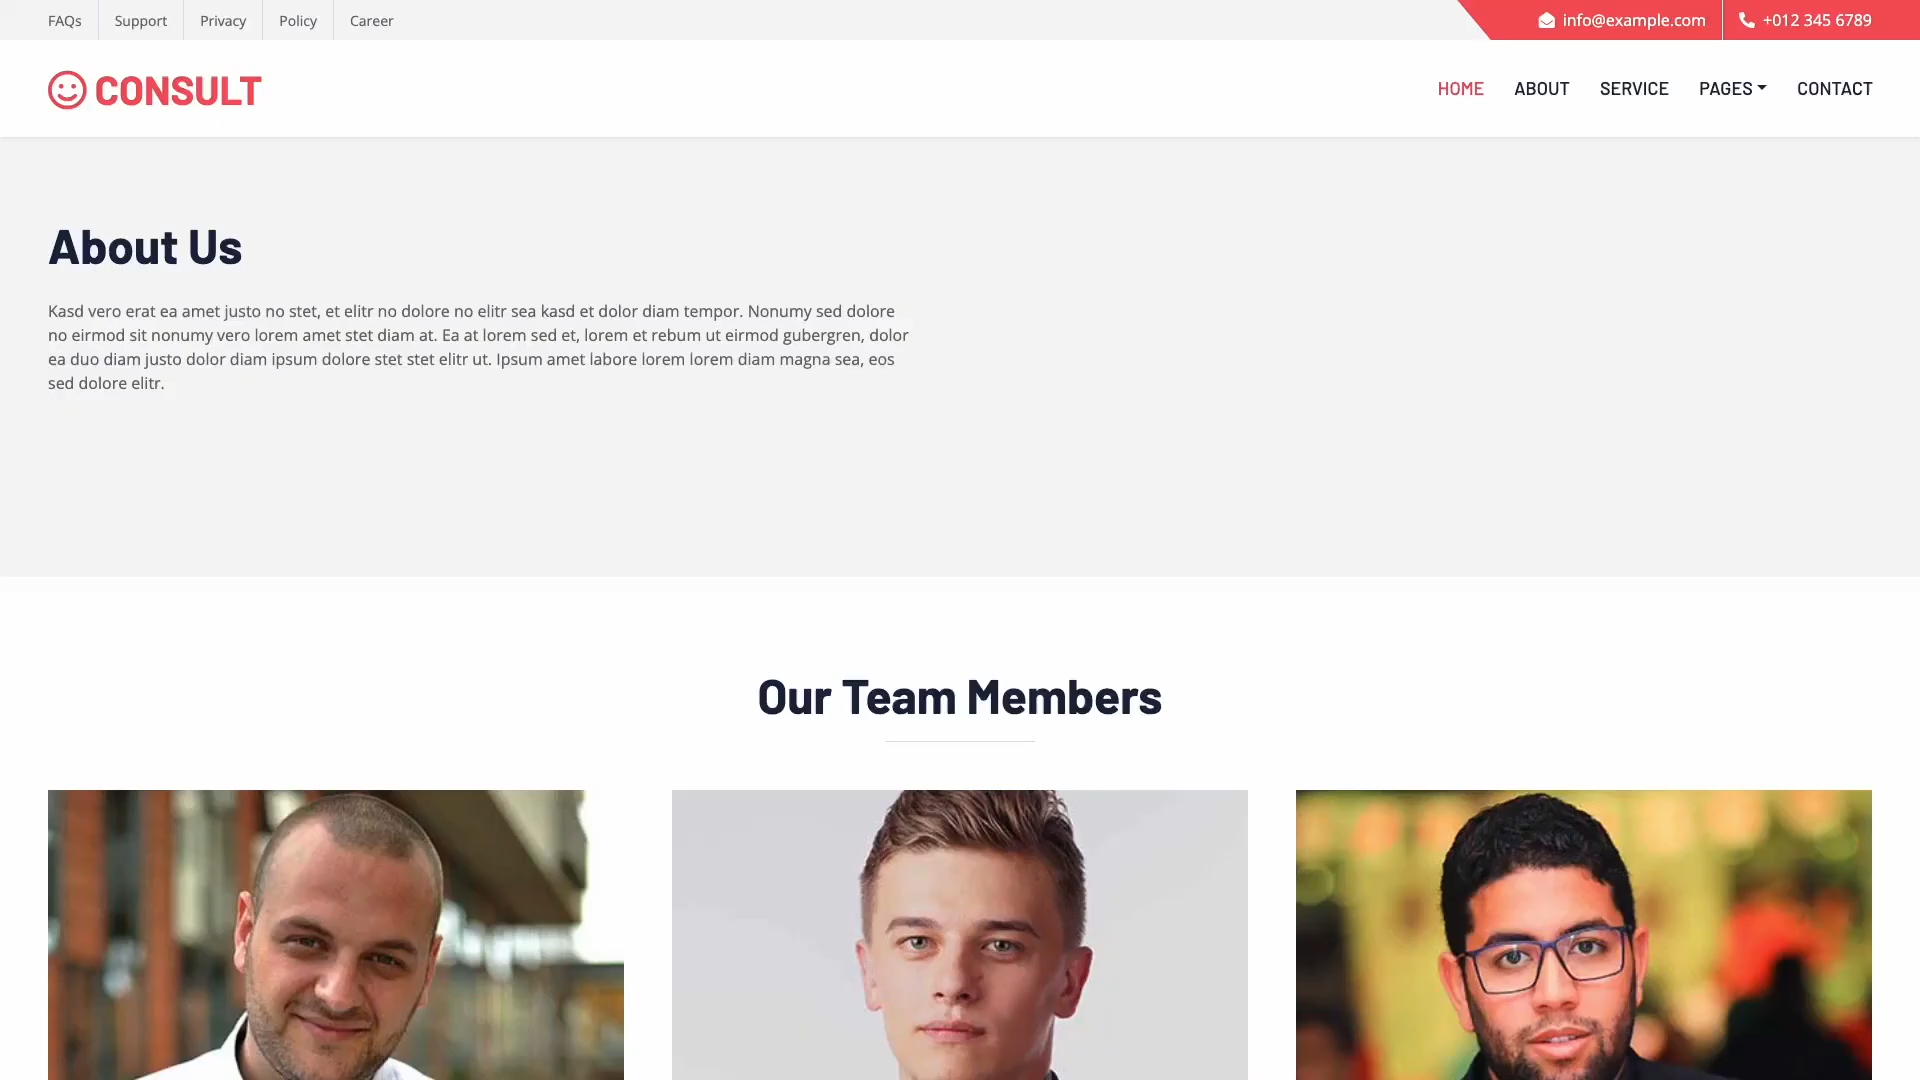 FAQs Support Privacy Policy Career info@example.com +012 345 6789
CONSULT HOME ABOUT SERVICE PAGES CONTACT
About Us
Kasd vero erat ea amet justo no stet, et elitr no dolore no elitr sea kasd et dolor diam tempor. Nonumy sed dolore
no eirmod sit nonumy vero lorem amet stet diam at. Ea at lorem sed et, lorem et rebum ut eirmod gubergren, dolor
ea duo diam justo dolor diam ipsum dolore stet stet elitr ut. Ipsum amet labore lorem lorem diam magna sea, eos
sed dolore elitr.
Our Team Members